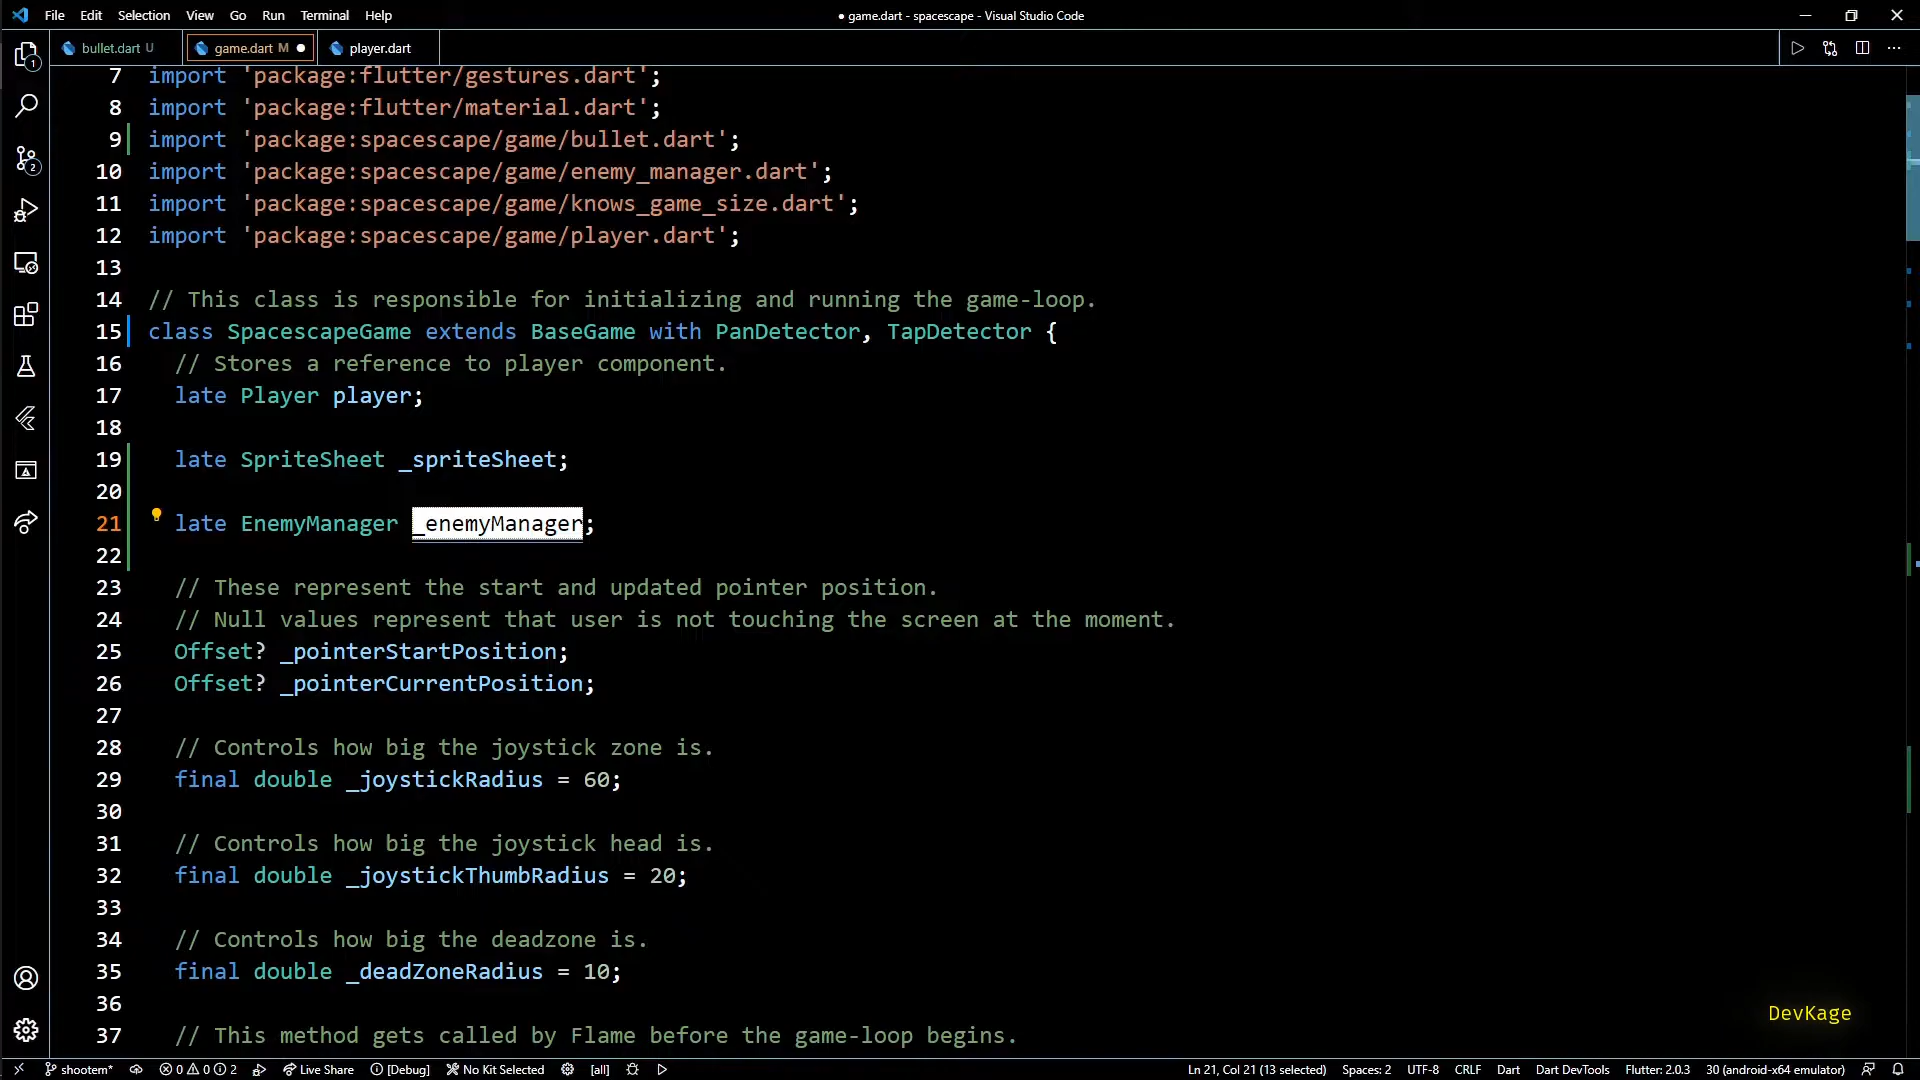 File Edit Selection View Go Run Terminal Help
● game.dart - spacescape - Visual Studio Code
bullet.dart U
game.dart M ●
player.dart
7 import 'package:flutter/gestures.dart';
8 import 'package:flutter/material.dart';
9 import 'package:spacescape/game/bullet.dart';
10 import 'package:spacescape/game/enemy_manager.dart';
11 import 'package:spacescape/game/knows_game_size.dart';
12 import 'package:spacescape/game/player.dart';
13
14 // This class is responsible for initializing and running the game-loop.
15 class SpacescapeGame extends BaseGame with PanDetector, TapDetector {
16 // Stores a reference to player component.
17 late Player player;
18
19 late SpriteSheet _spriteSheet;
20
21 late EnemyManager _enemyManager;
22
23 // These represent the start and updated pointer position.
24 // Null values represent that user is not touching the screen at the moment.
25 Offset? _pointerStartPosition;
26 Offset? _pointerCurrentPosition;
27
28 // Controls how big the joystick zone is.
29 final double _joystickRadius = 60;
30
31 // Controls how big the joystick head is.
32 final double _joystickThumbRadius = 20;
33
34 // Controls how big the deadzone is.
35 final double _deadZoneRadius = 10;
36
37 // This method gets called by Flame before the game-loop begins.
1
2
DevKage
shootem* 0 0 2 Live Share [Debug] No Kit Selected [all] Ln 21, Col 21 (13 selected) Spaces: 2 UTF-8 CRLF Dart Dart DevTools Flutter: 2.0.3 30 (android-x64 emulator)